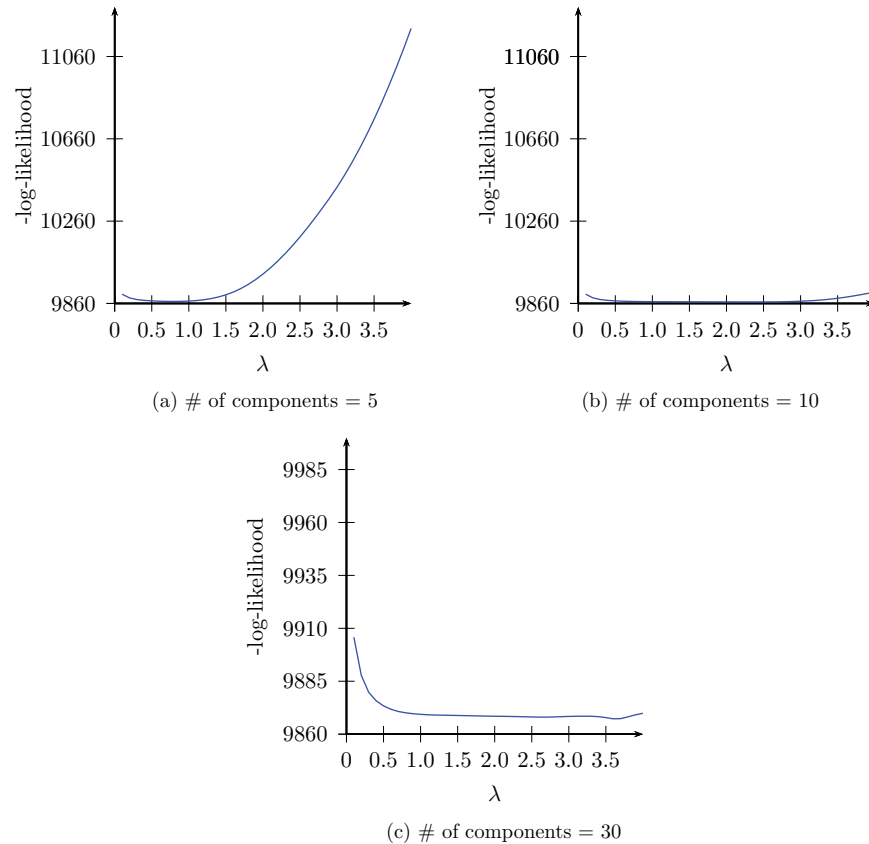 11060
10660
10260
9860
-log-likelihood
0 0.5 1.0 1.5 2.0 2.5 3.0 3.5
λ
(a) # of components = 5
11060
10660
10260
9860
-log-likelihood
0 0.5 1.0 1.5 2.0 2.5 3.0 3.5
λ
(b) # of components = 10
9985
9960
9935
9910
9885
9860
-log-likelihood
0 0.5 1.0 1.5 2.0 2.5 3.0 3.5
λ
(c) # of components = 30